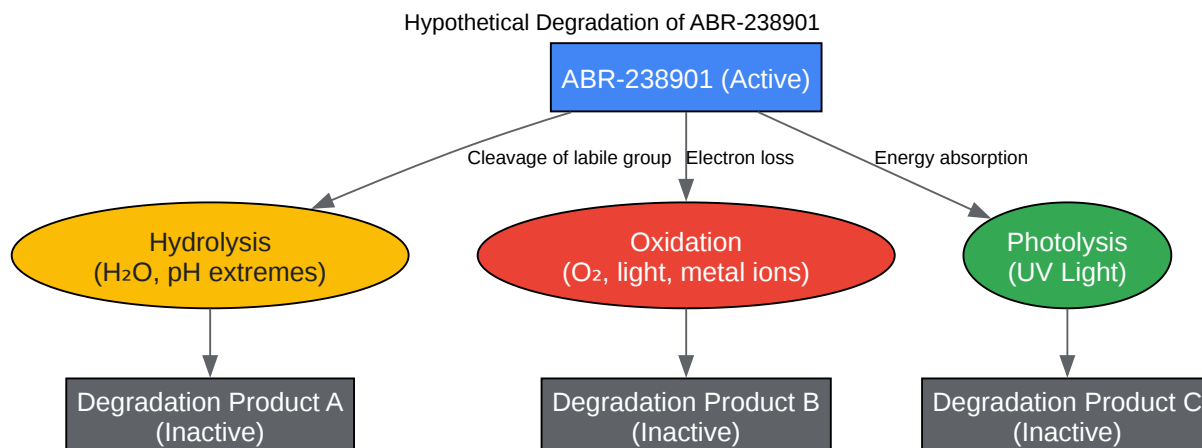 Hypothetical Degradation of ABR-238901
ABR-238901 (Active)
Cleavage of labile group
Electron loss
Energy absorption
Hydrolysis
(H₂O, pH extremes)
Oxidation
(O₂, light, metal ions)
Photolysis
(UV Light)
Degradation Product A
(Inactive)
Degradation Product B
(Inactive)
Degradation Product C
(Inactive)